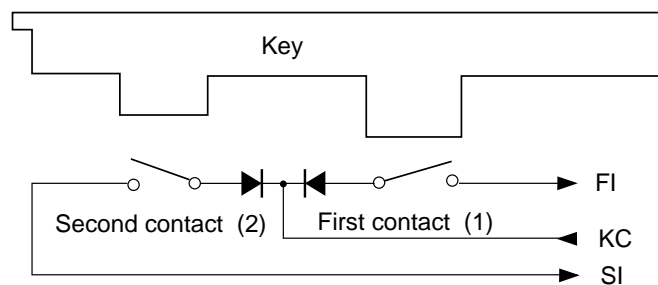 Key
FI
Second contact (2)
First contact (1)
KC
SI